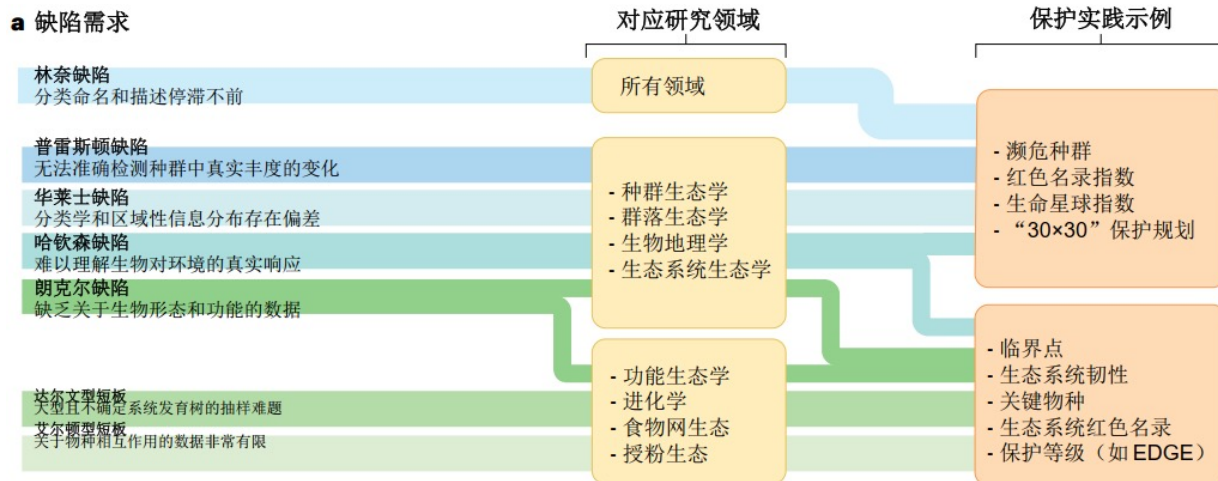 a 缺陷需求
对应研究领域
保护实践示例
林奈缺陷
分类命名和描述停滞不前
普雷斯顿缺陷
无法准确检测种群中真实丰度的变化
华莱士缺陷
分类学和区域性信息分布存在偏差
哈钦森缺陷
难以理解生物对环境的真实响应
朗克尔缺陷
缺乏关于生物形态和功能的数据
达尔文型短板
大型且不确定系统发育树的抽样难题
艾尔顿型短板
关于物种相互作用的数据非常有限
所有领域
- 种群生态学
- 群落生态学
- 生物地理学
- 生态系统生态学
- 功能生态学
- 进化学
- 食物网生态
- 授粉生态
- 濒危种群
- 红色名录指数
- 生命星球指数
- “30×30”保护规划
- 临界点
- 生态系统韧性
- 关键物种
- 生态系统红色名录
- 保护等级（如 EDGE）